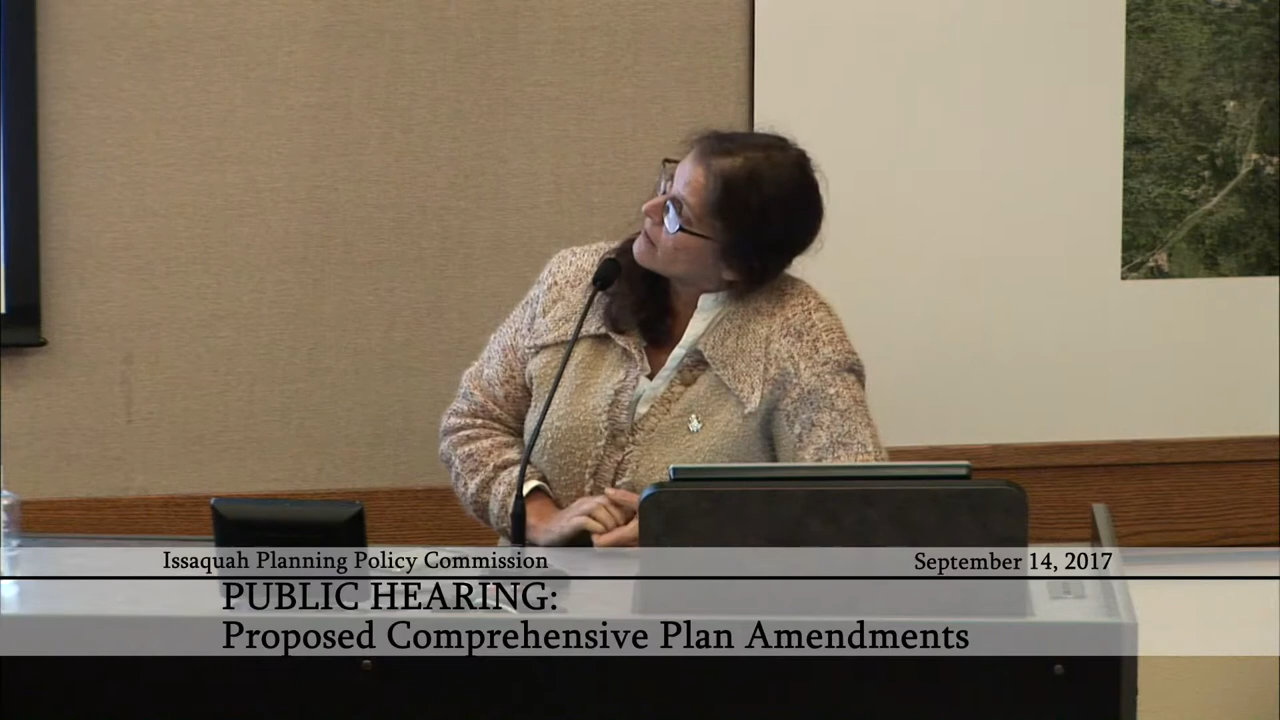 Issaquah Planning Policy Commission
September 14, 2017
PUBLIC HEARING:
Proposed Comprehensive Plan Amendments